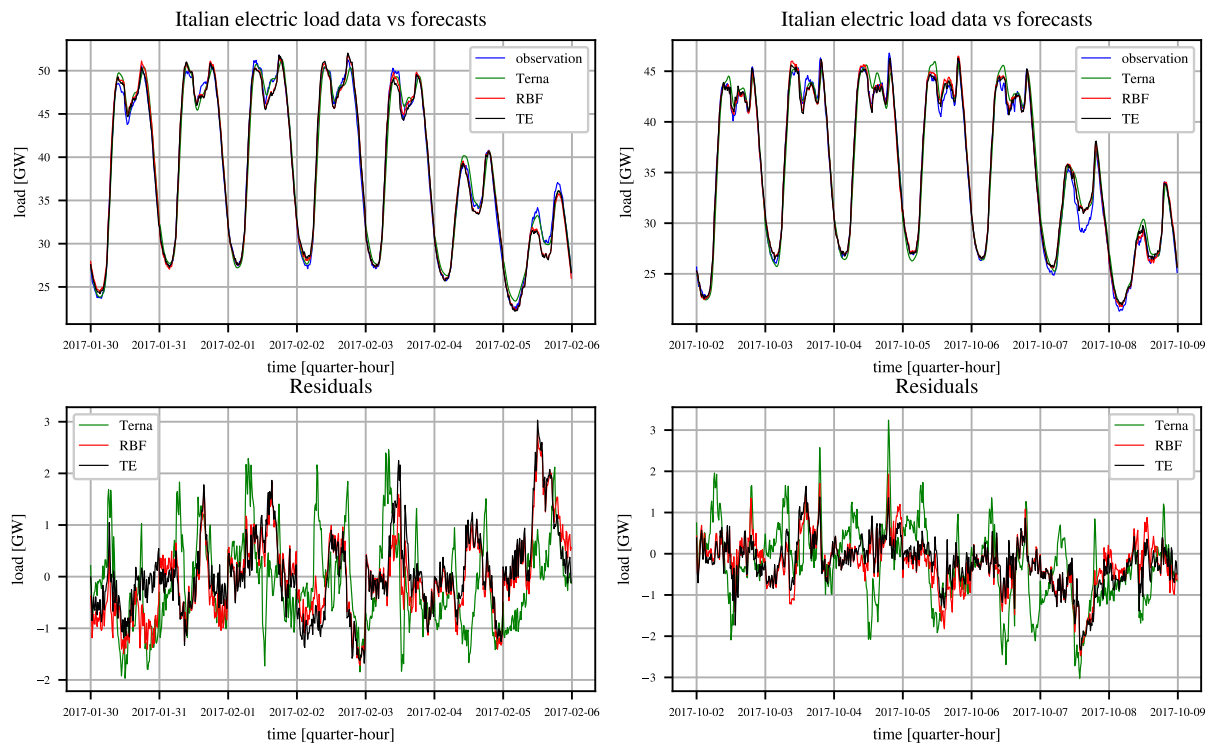 Italian electric load data vs forecasts
load [GW]
50
45
40
35
30
25
observation
Terna
RBF
TE
2017-01-30 2017-01-31 2017-02-01 2017-02-02 2017-02-03 2017-02-04 2017-02-05 2017-02-06
time [quarter-hour]
Italian electric load data vs forecasts
load [GW]
45
40
35
30
25
observation
Terna
RBF
TE
2017-10-02 2017-10-03 2017-10-04 2017-10-05 2017-10-06 2017-10-07 2017-10-08 2017-10-09
time [quarter-hour]
Residuals
load [GW]
3
2
1
0
−1
−2
Terna
RBF
TE
2017-01-30 2017-01-31 2017-02-01 2017-02-02 2017-02-03 2017-02-04 2017-02-05 2017-02-06
time [quarter-hour]
Residuals
load [GW]
3
2
1
0
−1
−2
−3
Terna
RBF
TE
2017-10-02 2017-10-03 2017-10-04 2017-10-05 2017-10-06 2017-10-07 2017-10-08 2017-10-09
time [quarter-hour]